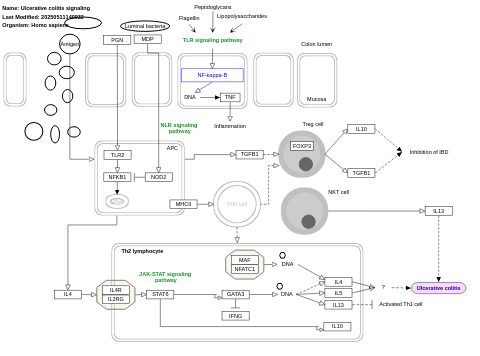 Name: Ulcerative colitis signaling
Last Modified: 20250511140032
Organism: Homo sapiens
Luminal bacteria
Peptidoglycans
Flagellin
Lipopolysaccharides
Antigen
PGN
MDP
TLR signaling pathway
Colon lumen
NF-kappa-B
DNA
TNF
Mucosa
Inflammation
NLR signaling
pathway
APC
TLR2
NFKB1
NOD2
MHCII
TGFB1
Treg cell
FOXP3
IL10
TGFB1
Inhibition of IBD
TH0 cell
NKT cell
IL13
Th2 lymphocyte
MAF
NFATC1
DNA
JAK-STAT signaling
pathway
IL4
IL4R
IL2RG
STAT6
GATA3
DNA
IFNG
IL4
IL5
IL13
IL10
?
Ulcerative colitis
Activated Th1 cell